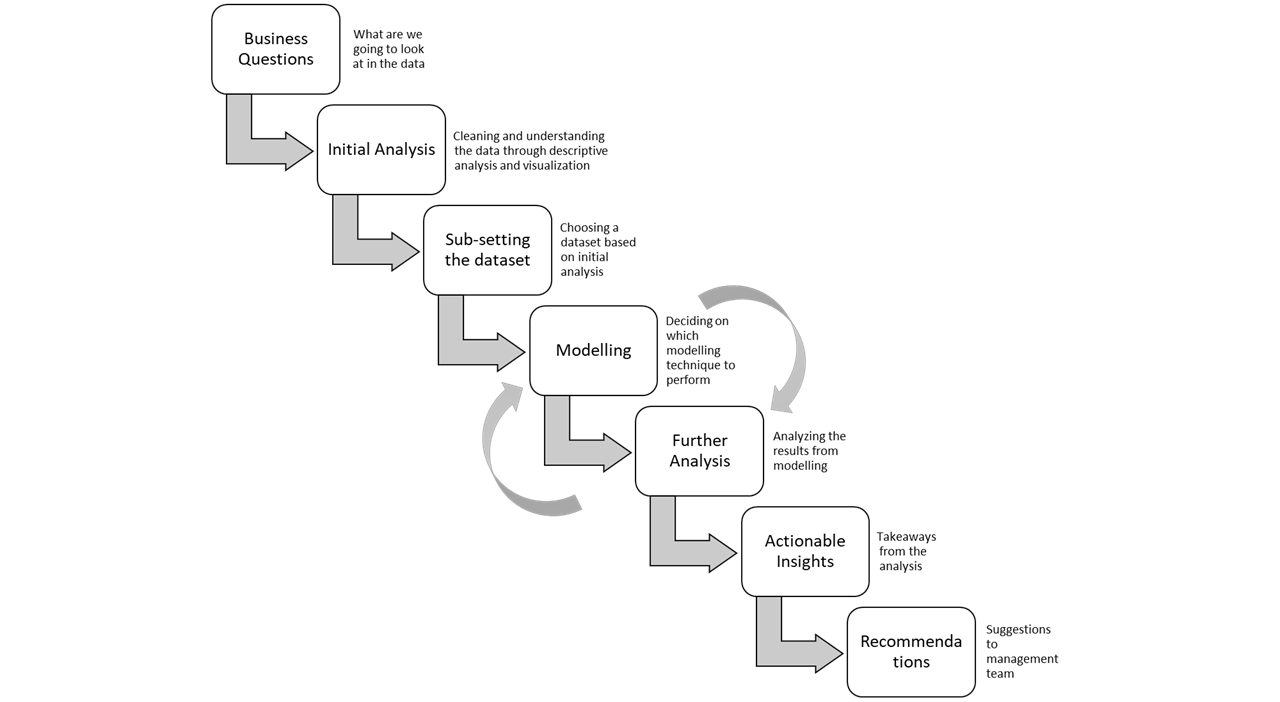 Business
Questions
What are we
going to look
at in the data
Initial Analysis
Cleaning and understanding
the data through descriptive
analysis and visualization
Sub-setting
the dataset
Choosing a
dataset based
on initial
analysis
Modelling
Deciding on
which
modelling
technique to
perform
Further
Analysis
Analyzing the
results from
modelling
Actionable
Insights
Takeaways
from the
analysis
Recommenda
tions
Suggestions
to
management
team